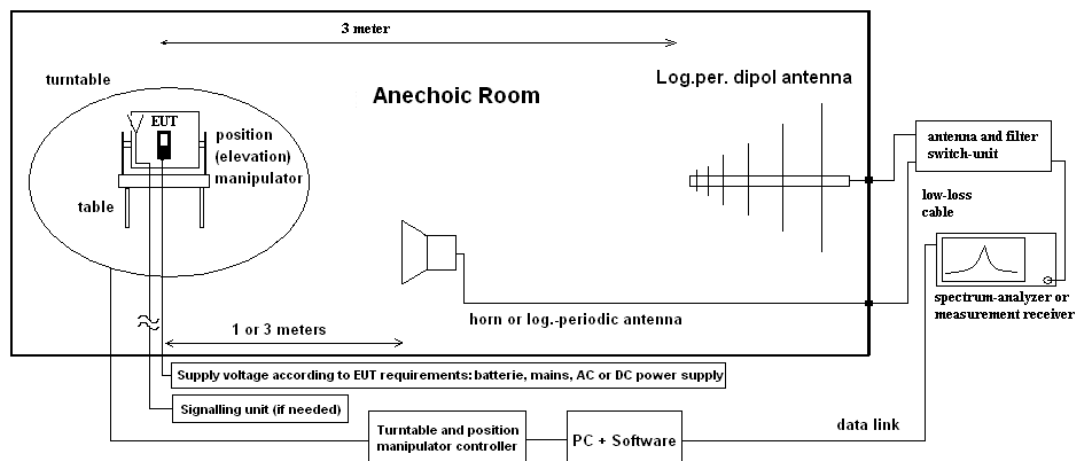 3 meter
turntable
Log.per. dipol antenna
Anechoic Room
EUT
position
(elevation)
manipulator
antenna and filter
switch-unit
table
low-loss
cable
spectrum-analyzer or
measurement receiver
horn or log.-periodic antenna
1 or 3 meters
Supply voltage according to EUT requirements: batterie, mains, AC or DC power supply
Signalling unit (if needed)
Turntable and position
manipulator controller
PC + Software
data link